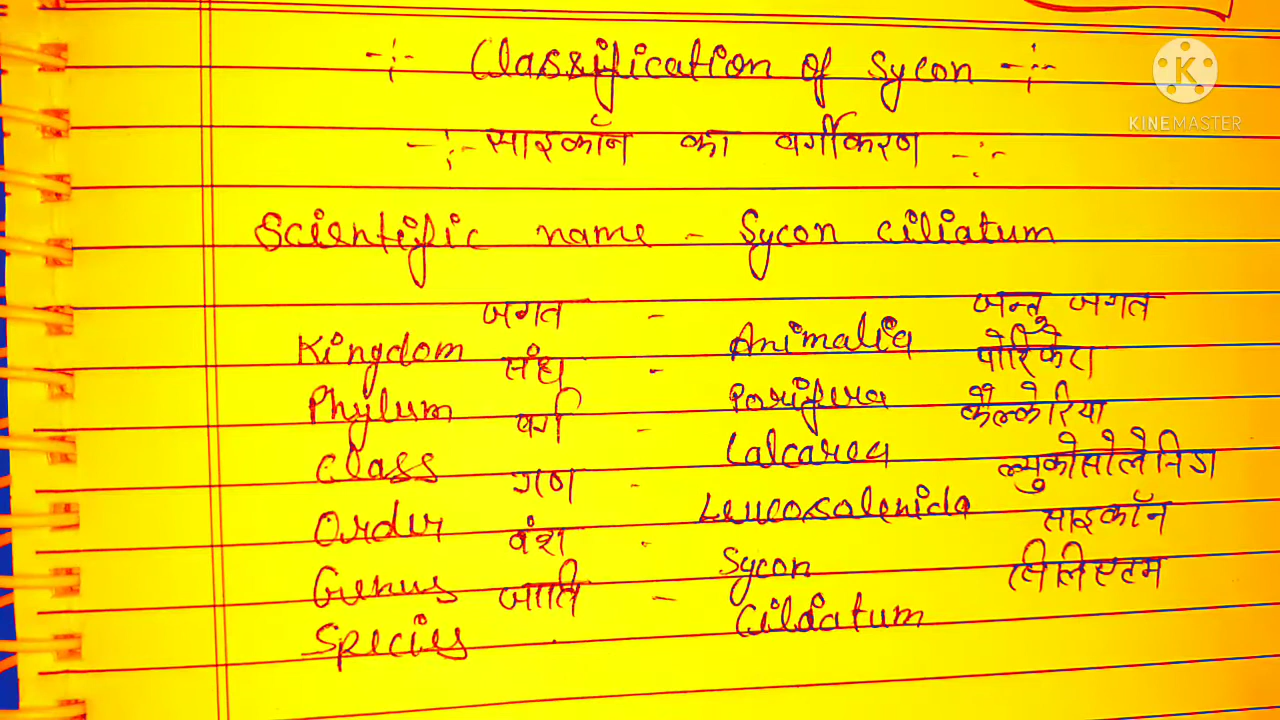 Classification of Sycon
साइकॉन का वर्गीकरण
Scientific name - Sycon ciliatum
Kingdom जगत - Animalia जन्तु जगत
Phylum संघ - Porifera पोरिफेरा
Class वर्ग - Calcarea कैल्केरिया
Order गण - Leucosolenida ल्युकोसोलेनिडा
Genus वंश - Sycon साइकॉन
Species जाति - Ciliatum सिलिएटम
K
KINEMASTER